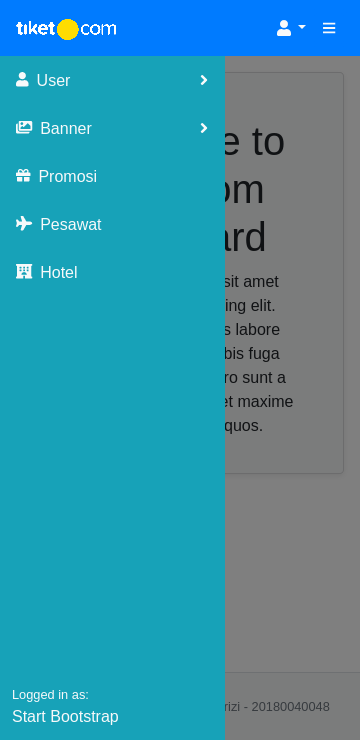 tiket.com
User
Banner
Promosi
Pesawat
Hotel
e to
om
ard
sit amet
ing elit.
s labore
bis fuga
ro sunt a
et maxime
quos.
Logged in as:
Start Bootstrap
rizi - 20180040048